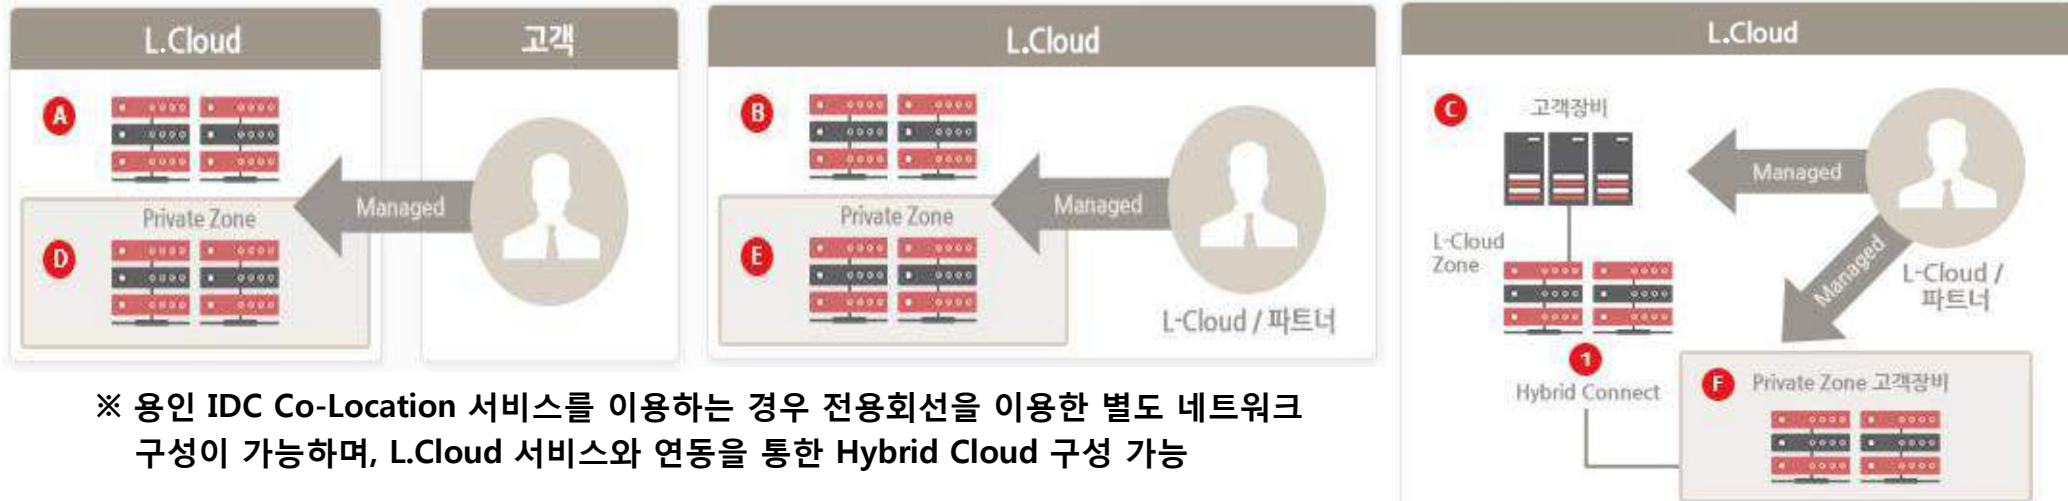 L.Cloud
A
Private Zone
D
고객
Managed
L.Cloud
B
Private Zone
E
Managed
L-Cloud / 파트너
L.Cloud
C
고객장비
Managed
L-Cloud
Zone
Managed
L-Cloud /
파트너
1
Hybrid Connect
F
Private Zone 고객장비
※ 용인 IDC Co-Location 서비스를 이용하는 경우 전용회선을 이용한 별도 네트워크
구성이 가능하며, L.Cloud 서비스와 연동을 통한 Hybrid Cloud 구성 가능